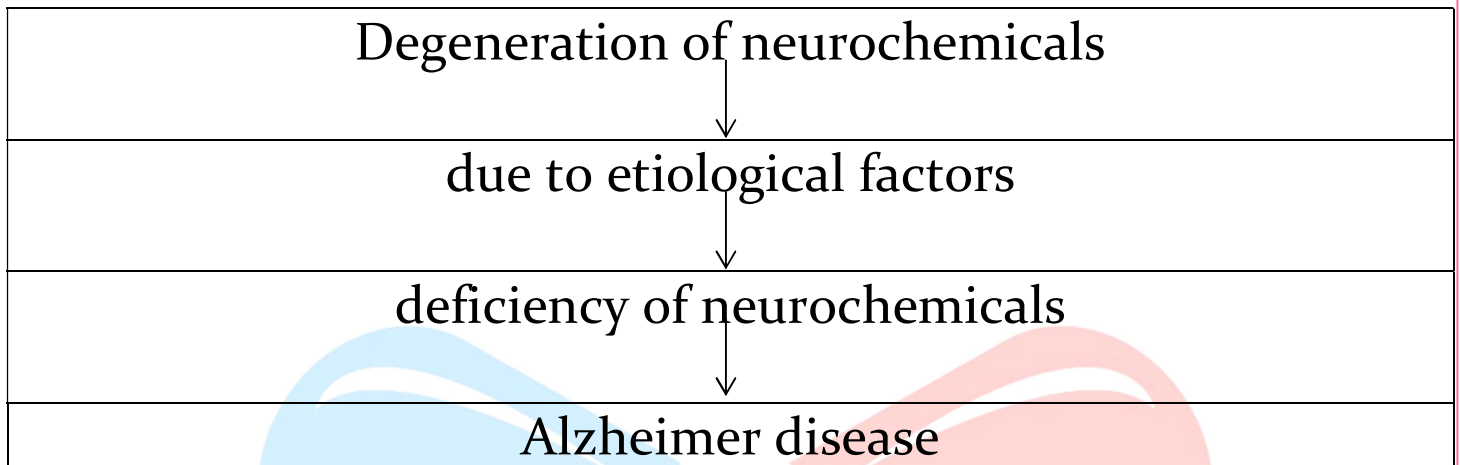 Degeneration of neurochemicals
due to etiological factors
deficiency of neurochemicals
Alzheimer disease